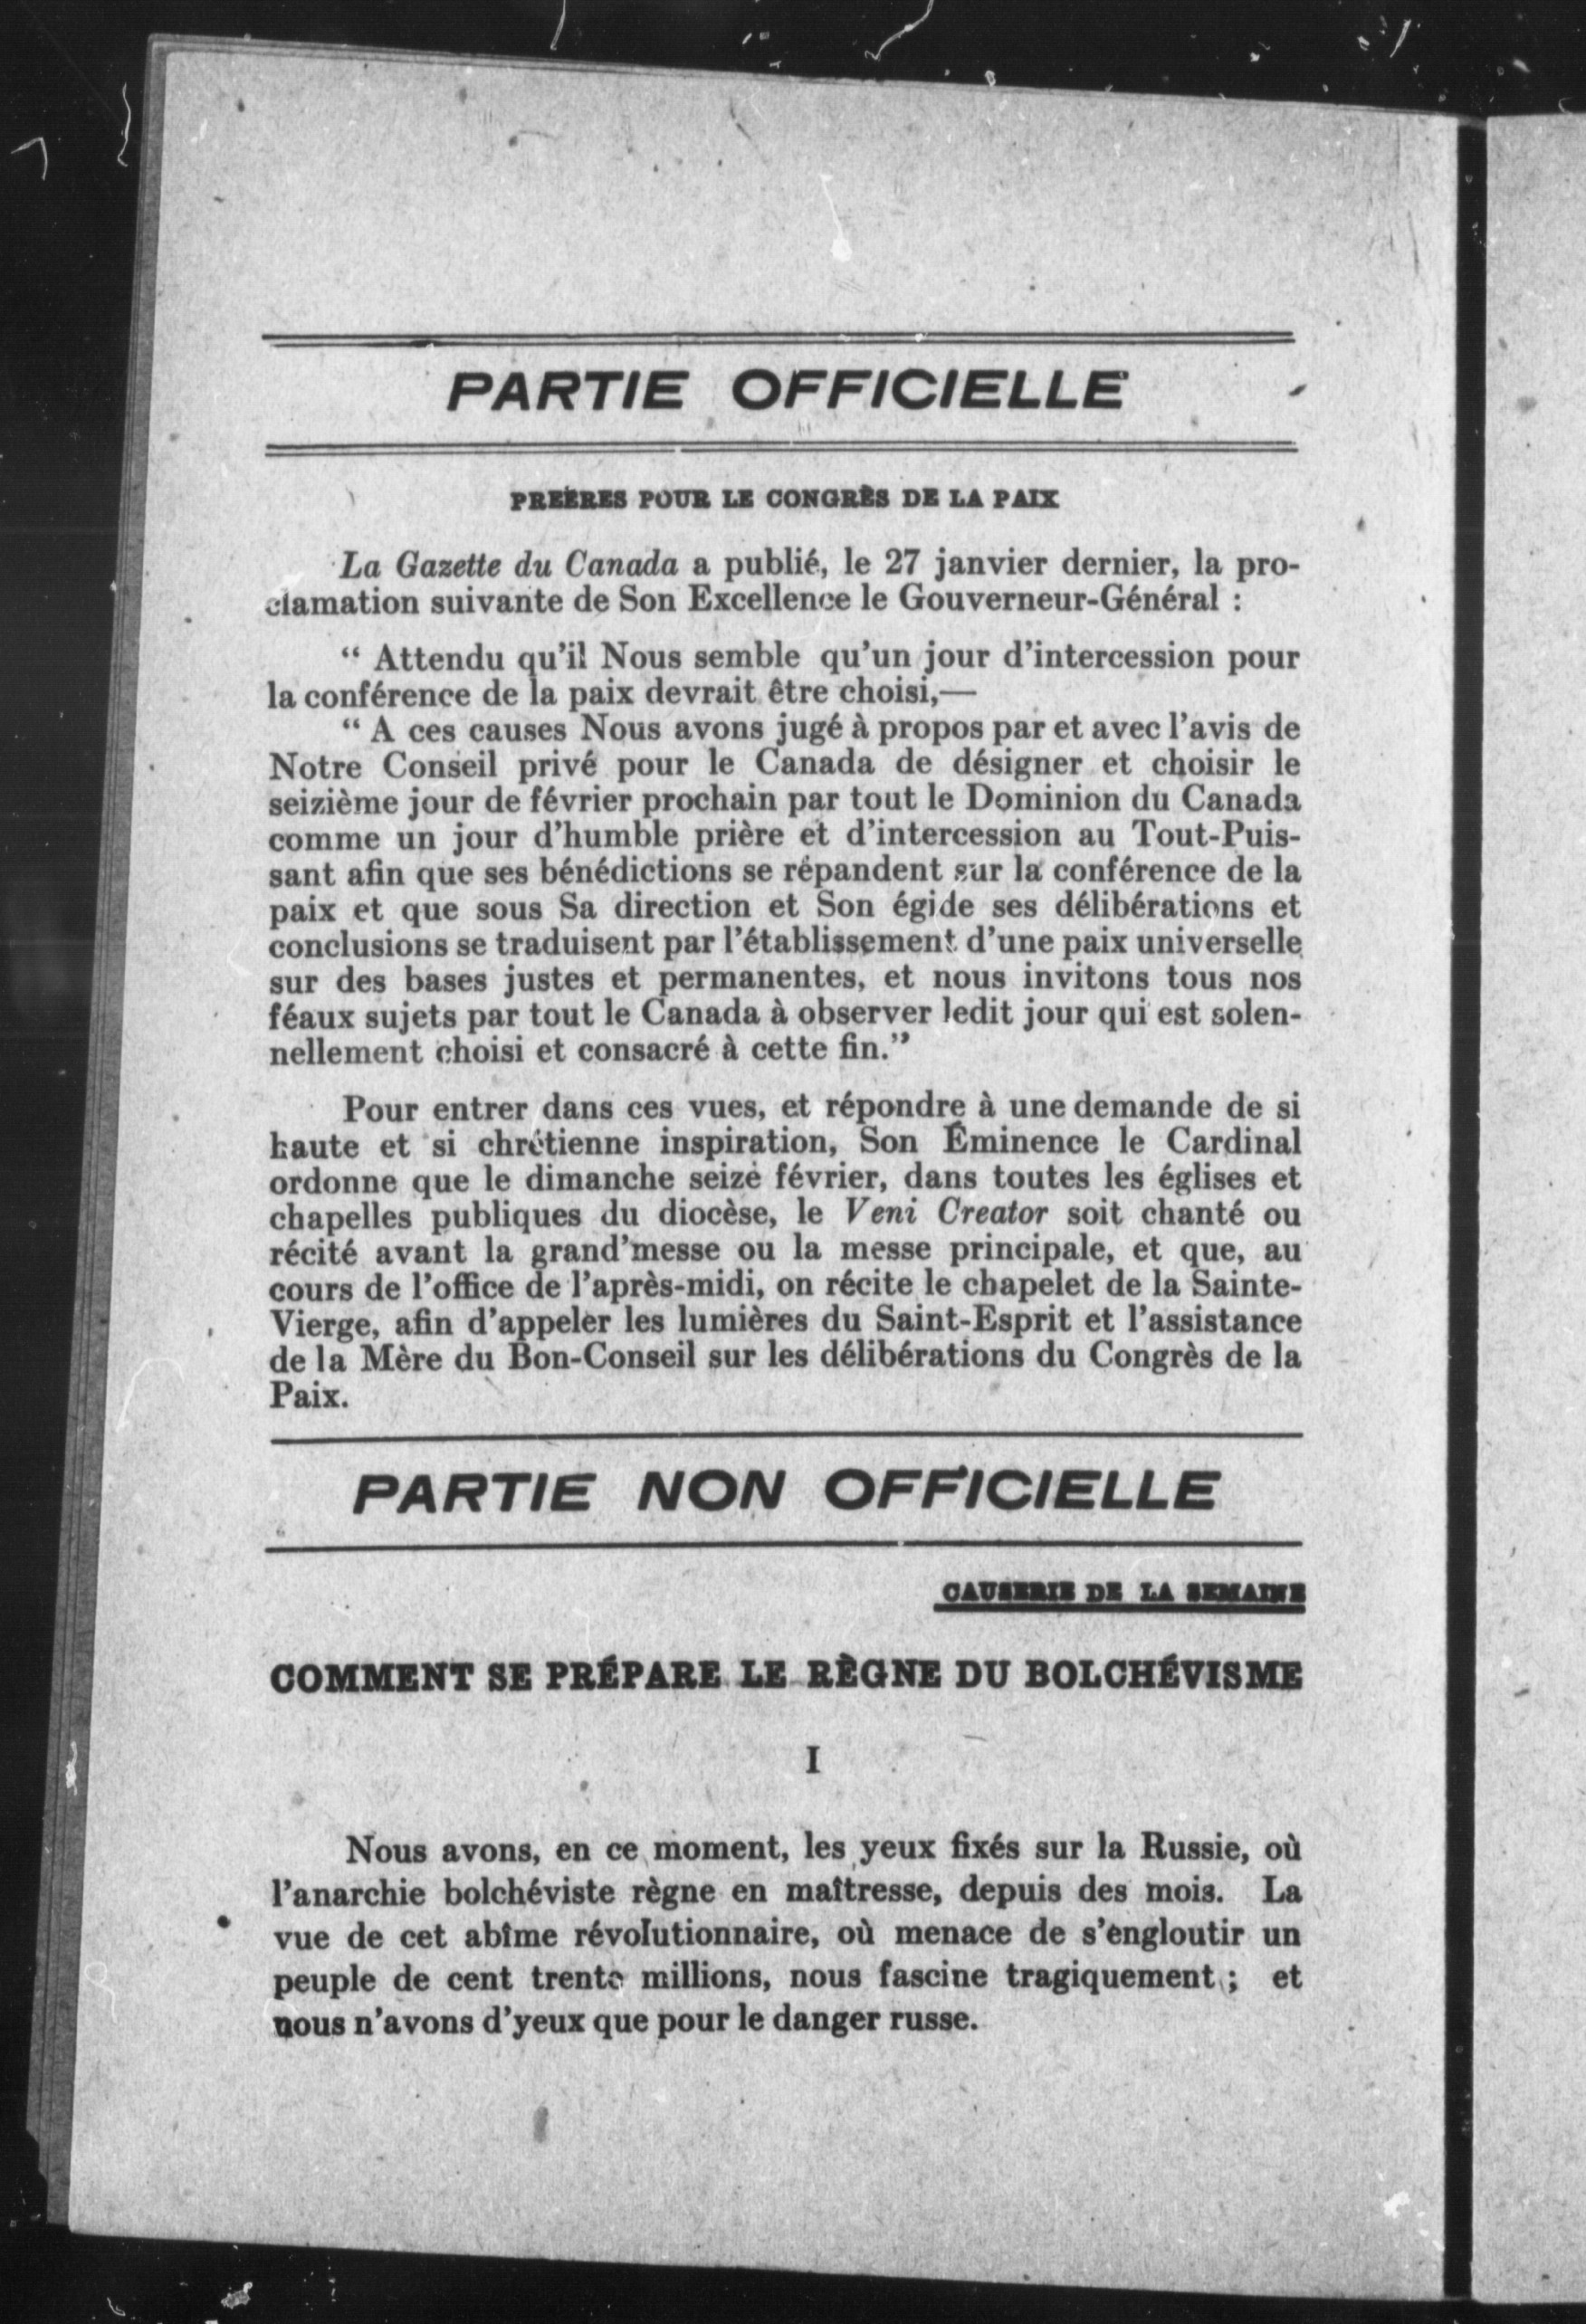 PARTIE OFFICIELLE
PREÈRES POUR LE CONGRÈS DE LA PAIX
La Gazette du Canada a publié, le 27 janvier dernier, la pro-
clamation suivante de Son Excellence le Gouverneur-Général :
“ Attendu qu’il Nous semble qu’un jour d’intercession pour
la conférence de la paix devrait être choisi,—
“ A ces causes Nous avons jugé à propos par et avec l’avis de
Notre Conseil privé pour le Canada de désigner et choisir le
seizième jour de février prochain par tout le Dominion du Canada
comme un jour d’humble prière et d’intercession au Tout-Puis-
sant afin que ses bénédictions se répandent sur la conférence de la
paix et que sous Sa direction et Son égide ses délibérations et
conclusions se traduisent par l’établissement d’une paix universelle
sur des bases justes et permanentes, et nous invitons tous nos
féaux sujets par tout le Canada à observer ledit jour qui est solen-
nellement choisi et consacré à cette fin.”
Pour entrer dans ces vues, et répondre à une demande de si
haute et si chrétienne inspiration, Son Éminence le Cardinal
ordonne que le dimanche seize février, dans toutes les églises et
chapelles publiques du diocèse, le Veni Creator soit chanté ou
récité avant la grand’messe ou la messe principale, et que, au
cours de l’office de l’après-midi, on récite le chapelet de la Sainte-
Vierge, afin d’appeler les lumières du Saint-Esprit et l’assistance
de la Mère du Bon-Conseil sur les délibérations du Congrès de la
Paix.
PARTIE NON OFFICIELLE
CAUSERIE DE LA SEMAINE
COMMENT SE PRÉPARE LE RÈGNE DU BOLCHÉVISME
I
Nous avons, en ce moment, les yeux fixés sur la Russie, où
l’anarchie bolchéviste règne en maîtresse, depuis des mois. La
vue de cet abîme révolutionnaire, où menace de s’engloutir un
peuple de cent trente millions, nous fascine tragiquement ; et
nous n’avons d’yeux que pour le danger russe.